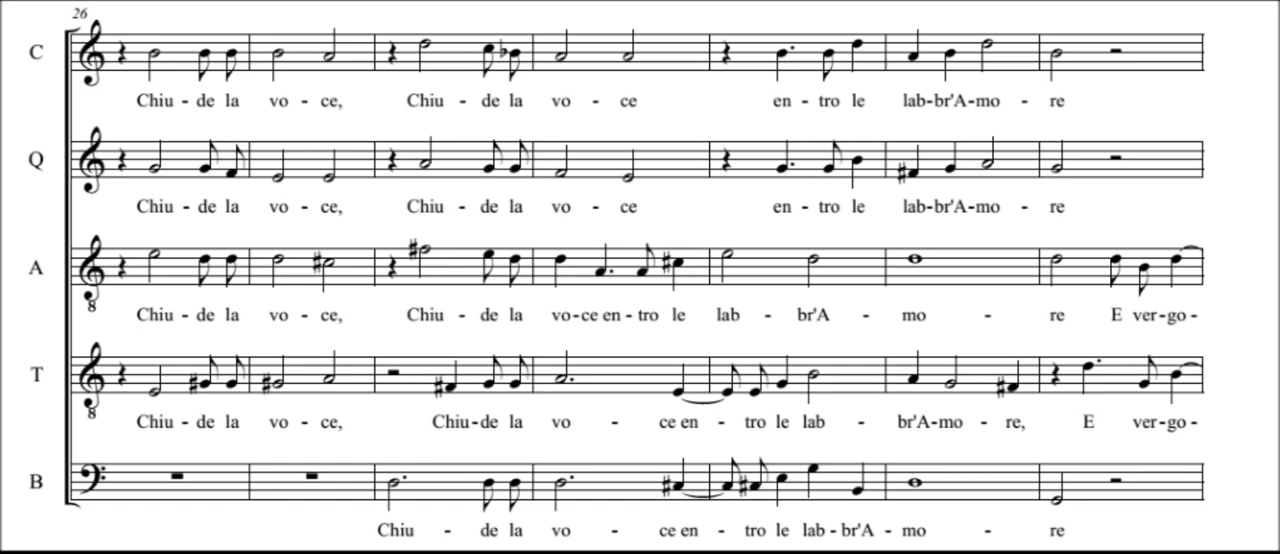 26
C
Chiu - de la vo - ce, Chiu - de la vo - ce en - tro le lab-br'A-mo - re
Q
Chiu - de la vo - ce, Chiu - de la vo - ce en - tro le lab-br'A-mo - re
A
8
Chiu - de la vo - ce, Chiu - de la vo-ce en - tro le lab - br'A - mo - re E ver-go-
T
8
Chiu - de la vo - ce, Chiu-de la vo - ce en - tro le lab - br'A-mo - re, E ver-go-
B
Chiu - de la vo - ce en - tro le lab - br'A - mo - re